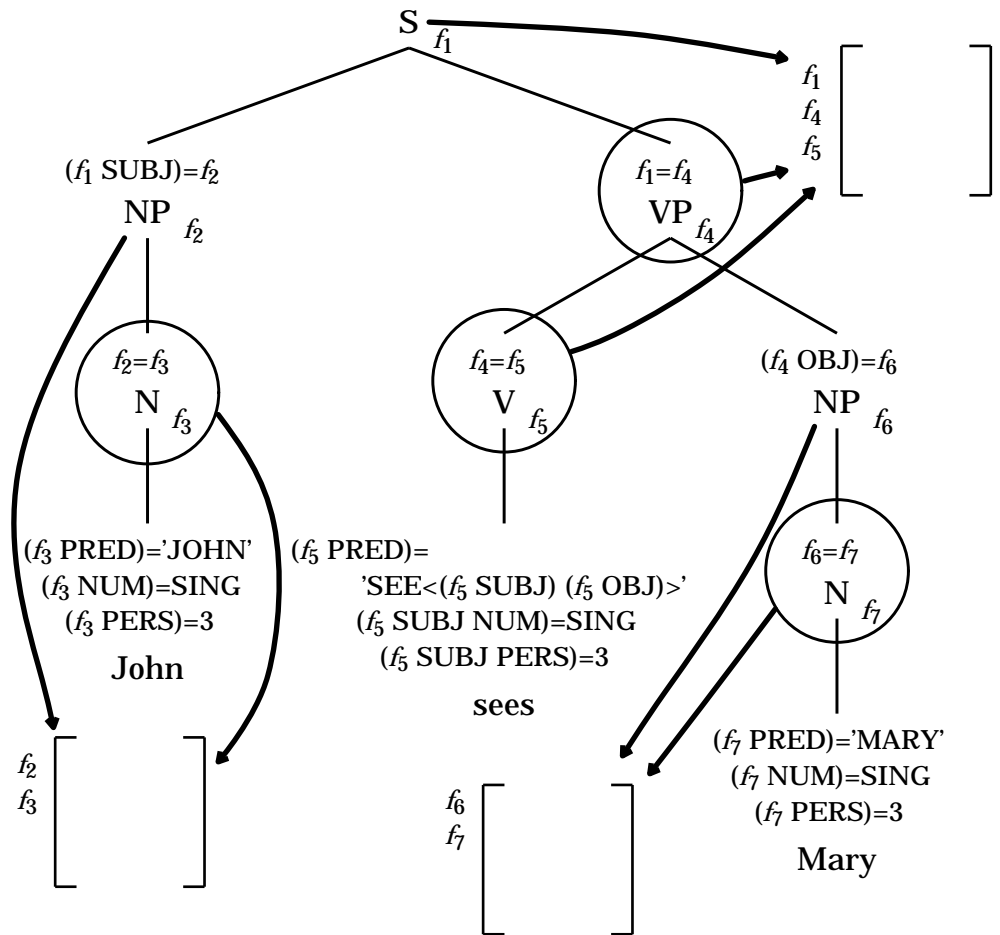 S f₁
f₁
f₄
f₅
(f₁ SUBJ)=f₂
NP f₂
f₁=f₄
VP f₄
f₂=f₃
N f₃
f₄=f₅
V f₅
(f₄ OBJ)=f₆
NP f₆
(f₃ PRED)='JOHN'
(f₃ NUM)=SING
(f₃ PERS)=3
John
(f₅ PRED)=
'SEE<(f₅ SUBJ) (f₅ OBJ)>'
(f₅ SUBJ NUM)=SING
(f₅ SUBJ PERS)=3
sees
f₆=f₇
N f₇
(f₇ PRED)='MARY'
(f₇ NUM)=SING
(f₇ PERS)=3
Mary
f₂
f₃
f₆
f₇